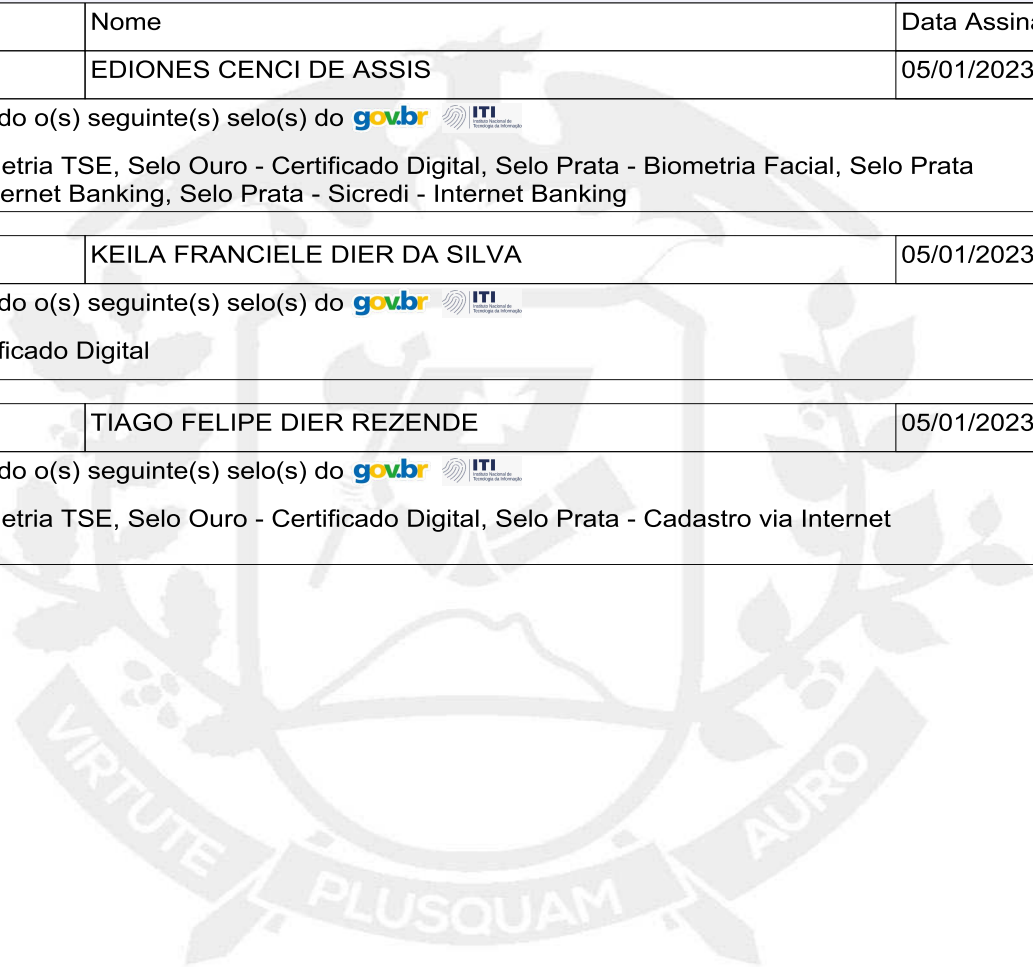 Nome Data Assin
EDIONES CENCI DE ASSIS 05/01/2023
do o(s) seguinte(s) selo(s) do gov.br ITI
etria TSE, Selo Ouro - Certificado Digital, Selo Prata - Biometria Facial, Selo Prata
ernet Banking, Selo Prata - Sicredi - Internet Banking
KEILA FRANCIELE DIER DA SILVA 05/01/2023
do o(s) seguinte(s) selo(s) do gov.br ITI
ficado Digital
TIAGO FELIPE DIER REZENDE 05/01/2023
do o(s) seguinte(s) selo(s) do gov.br ITI
etria TSE, Selo Ouro - Certificado Digital, Selo Prata - Cadastro via Internet
VIRTUTE PLUSQUAM AURO